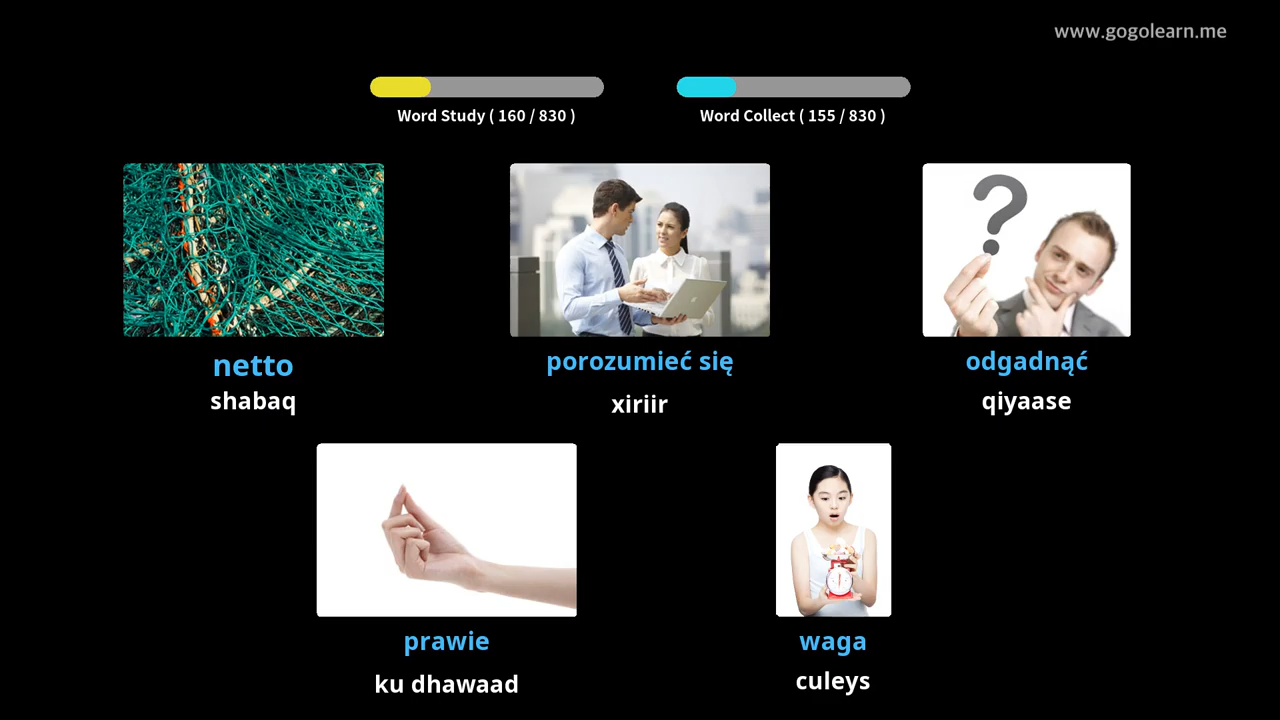 www.gogolearn.me
Word Study ( 160 / 830 )
Word Collect ( 155 / 830 )
netto
shabaq
porozumieć się
xiriir
odgadnąć
qiyaase
prawie
ku dhawaad
waga
culeys